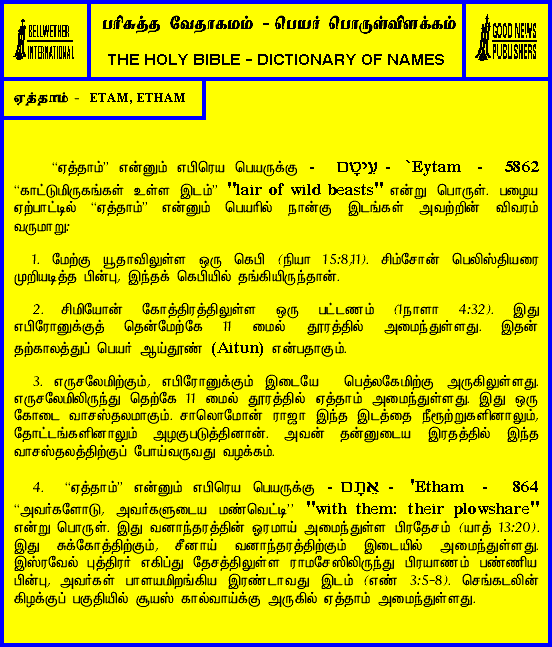 BELLWETHER
INTERNATIONAL
பரிசுத்த வேதாகமம் - பெயர் பொருள்விளக்கம்
THE HOLY BIBLE - DICTIONARY OF NAMES
GOOD NEWS
PUBLISHERS
ஏத்தாம் - ETAM, ETHAM
“ஏத்தாம்” என்னும் எபிரெய பெயருக்கு - עֵיטָם - `Eytam - 5862
“காட்டுமிருகங்கள் உள்ள இடம்” "lair of wild beasts" என்று பொருள். பழைய
ஏற்பாட்டில் “ஏத்தாம்” என்னும் பெயரில் நான்கு இடங்கள் அவற்றின் விவரம்
வருமாறு:
1. மேற்கு யூதாவிலுள்ள ஒரு கெபி (நியா 15:8,11). சிம்சோன் பெலிஸ்தியரை
முறியடித்த பின்பு, இந்தக் கெபியில் தங்கியிருந்தான்.
2. சிமியோன் கோத்திரத்திலுள்ள ஒரு பட்டணம் (1நாளா 4:32). இது
எபிரோனுக்குத் தென்மேற்கே 11 மைல் தூரத்தில் அமைந்துள்ளது. இதன்
தற்காலத்துப் பெயர் ஆய்தூண் (Aitun) என்பதாகும்.
3. எருசலேமிற்கும், எபிரோனுக்கும் இடையே பெத்லகேமிற்கு அருகிலுள்ளது.
எருசலேமிலிருந்து தெற்கே 11 மைல் தூரத்தில் ஏத்தாம் அமைந்துள்ளது. இது ஒரு
கோடை வாசஸ்தலமாகும். சாலொமோன் ராஜா இந்த இடத்தை நீரூற்றுகளினாலும்,
தோட்டங்களினாலும் அழகுபடுத்தினான். அவன் தன்னுடைய இரதத்தில் இந்த
வாசஸ்தலத்திற்குப் போய்வருவது வழக்கம்.
4. “ஏத்தாம்” என்னும் எபிரெய பெயருக்கு - אֵתָם - 'Etham - 864
“அவர்களோடு, அவர்களுடைய மண்வெட்டி” "with them: their plowshare"
என்று பொருள். இது வனாந்தரத்தின் ஓரமாய் அமைந்துள்ள பிரதேசம் (யாத் 13:20).
இது சுக்கோத்திற்கும், சீனாய் வனாந்தரத்திற்கும் இடையில் அமைந்துள்ளது.
இஸ்ரவேல் புத்திரர் எகிப்து தேசத்திலுள்ள ராமசேஸிலிருந்து பிரயாணம் பண்ணிய
பின்பு, அவர்கள் பாளயமிறங்கிய இரண்டாவது இடம் (எண் 3:5-8). செங்கடலின்
கிழக்குப் பகுதியில் சூயஸ் கால்வாய்க்கு அருகில் ஏத்தாம் அமைந்துள்ளது.